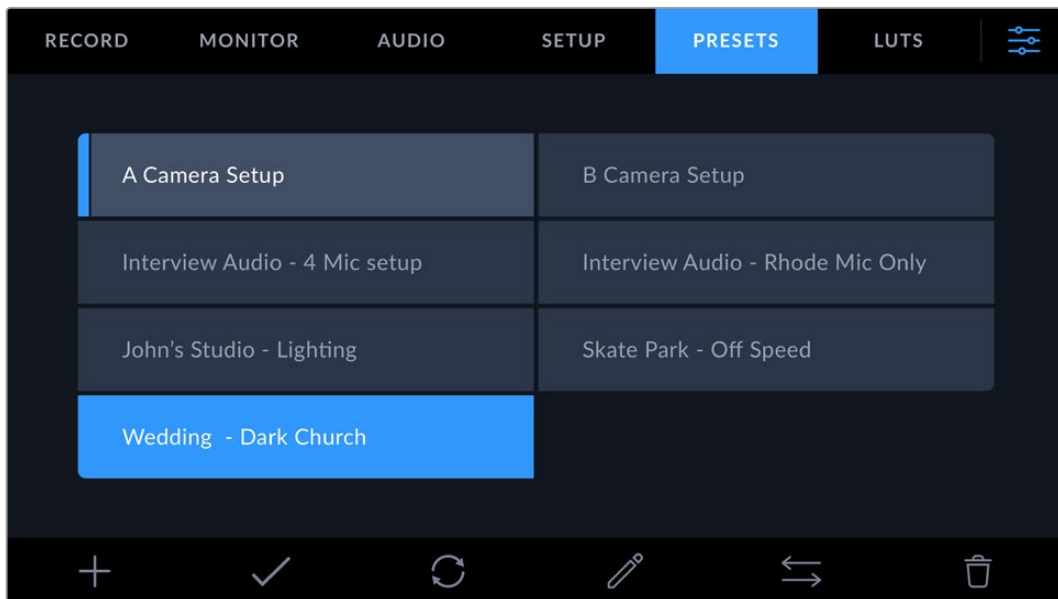 RECORD MONITOR AUDIO SETUP PRESETS LUTS
A Camera Setup
B Camera Setup
Interview Audio - 4 Mic setup
Interview Audio - Rhode Mic Only
John’s Studio - Lighting
Skate Park - Off Speed
Wedding  - Dark Church